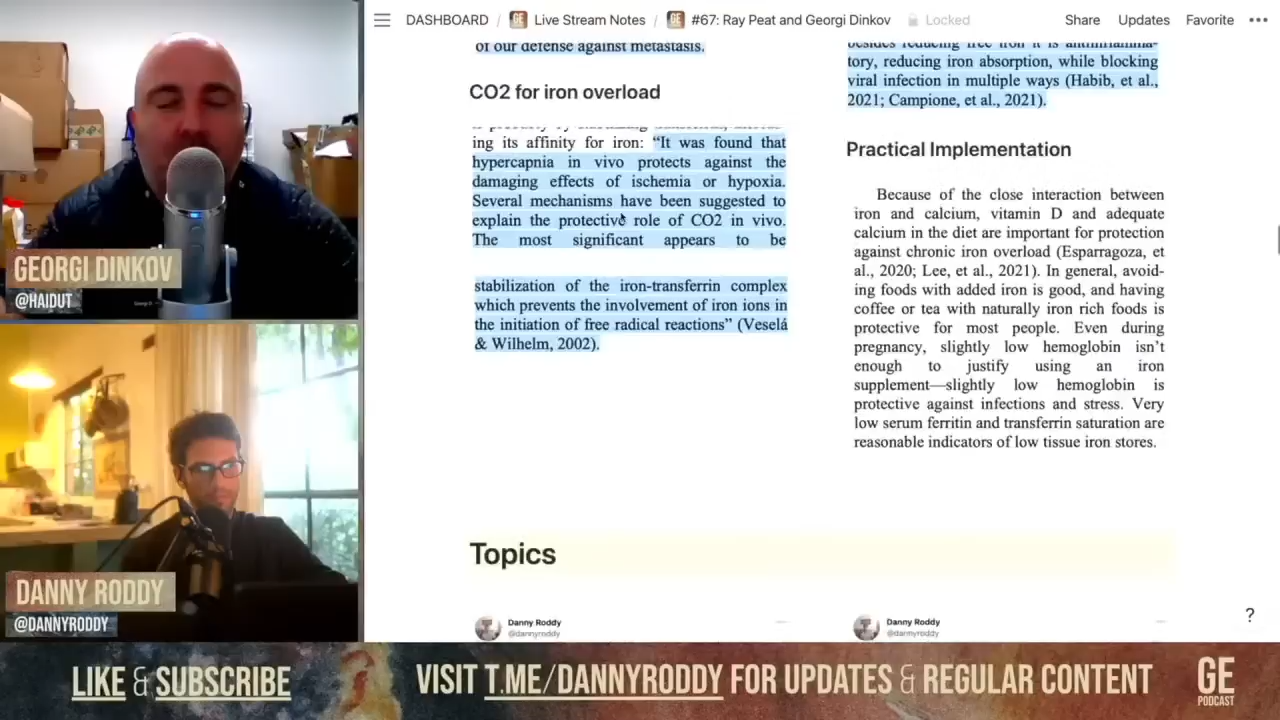 DASHBOARD / Live Stream Notes / #67: Ray Peat and Georgi Dinkov Locked Share Updates Favorite
of our defense against metastasis.
CO2 for iron overload
ing its affinity for iron: “It was found that
hypercapnia in vivo protects against the
damaging effects of ischemia or hypoxia.
Several mechanisms have been suggested to
explain the protective role of CO2 in vivo.
The most significant appears to be
stabilization of the iron-transferrin complex
which prevents the involvement of iron ions in
the initiation of free radical reactions” (Veselá
& Wilhelm, 2002).
besides reducing free iron it is antiinflamma-
tory, reducing iron absorption, while blocking
viral infection in multiple ways (Habib, et al.,
2021; Campione, et al., 2021).
Practical Implementation
Because of the close interaction between
iron and calcium, vitamin D and adequate
calcium in the diet are important for protection
against chronic iron overload (Esparragoza, et
al., 2020; Lee, et al., 2021). In general, avoid-
ing foods with added iron is good, and having
coffee or tea with naturally iron rich foods is
protective for most people. Even during
pregnancy, slightly low hemoglobin isn’t
enough to justify using an iron
supplement—slightly low hemoglobin is
protective against infections and stress. Very
low serum ferritin and transferrin saturation are
reasonable indicators of low tissue iron stores.
Topics
Danny Roddy
@dannyroddy
Danny Roddy
@dannyroddy
?
GEORGI DINKOV
@HAIDUT
DANNY RODDY
@DANNYRODDY
LIKE & SUBSCRIBE
VISIT T.ME/DANNYRODDY FOR UPDATES & REGULAR CONTENT
GE
PODCAST